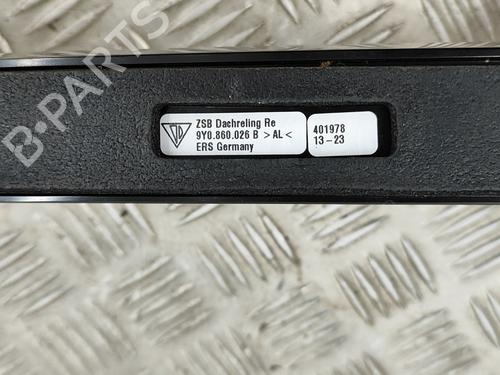 B-PARTS
ZSB Dachreling Re
9Y0.860.026 B >AL<
ERS Germany
401978
13-23